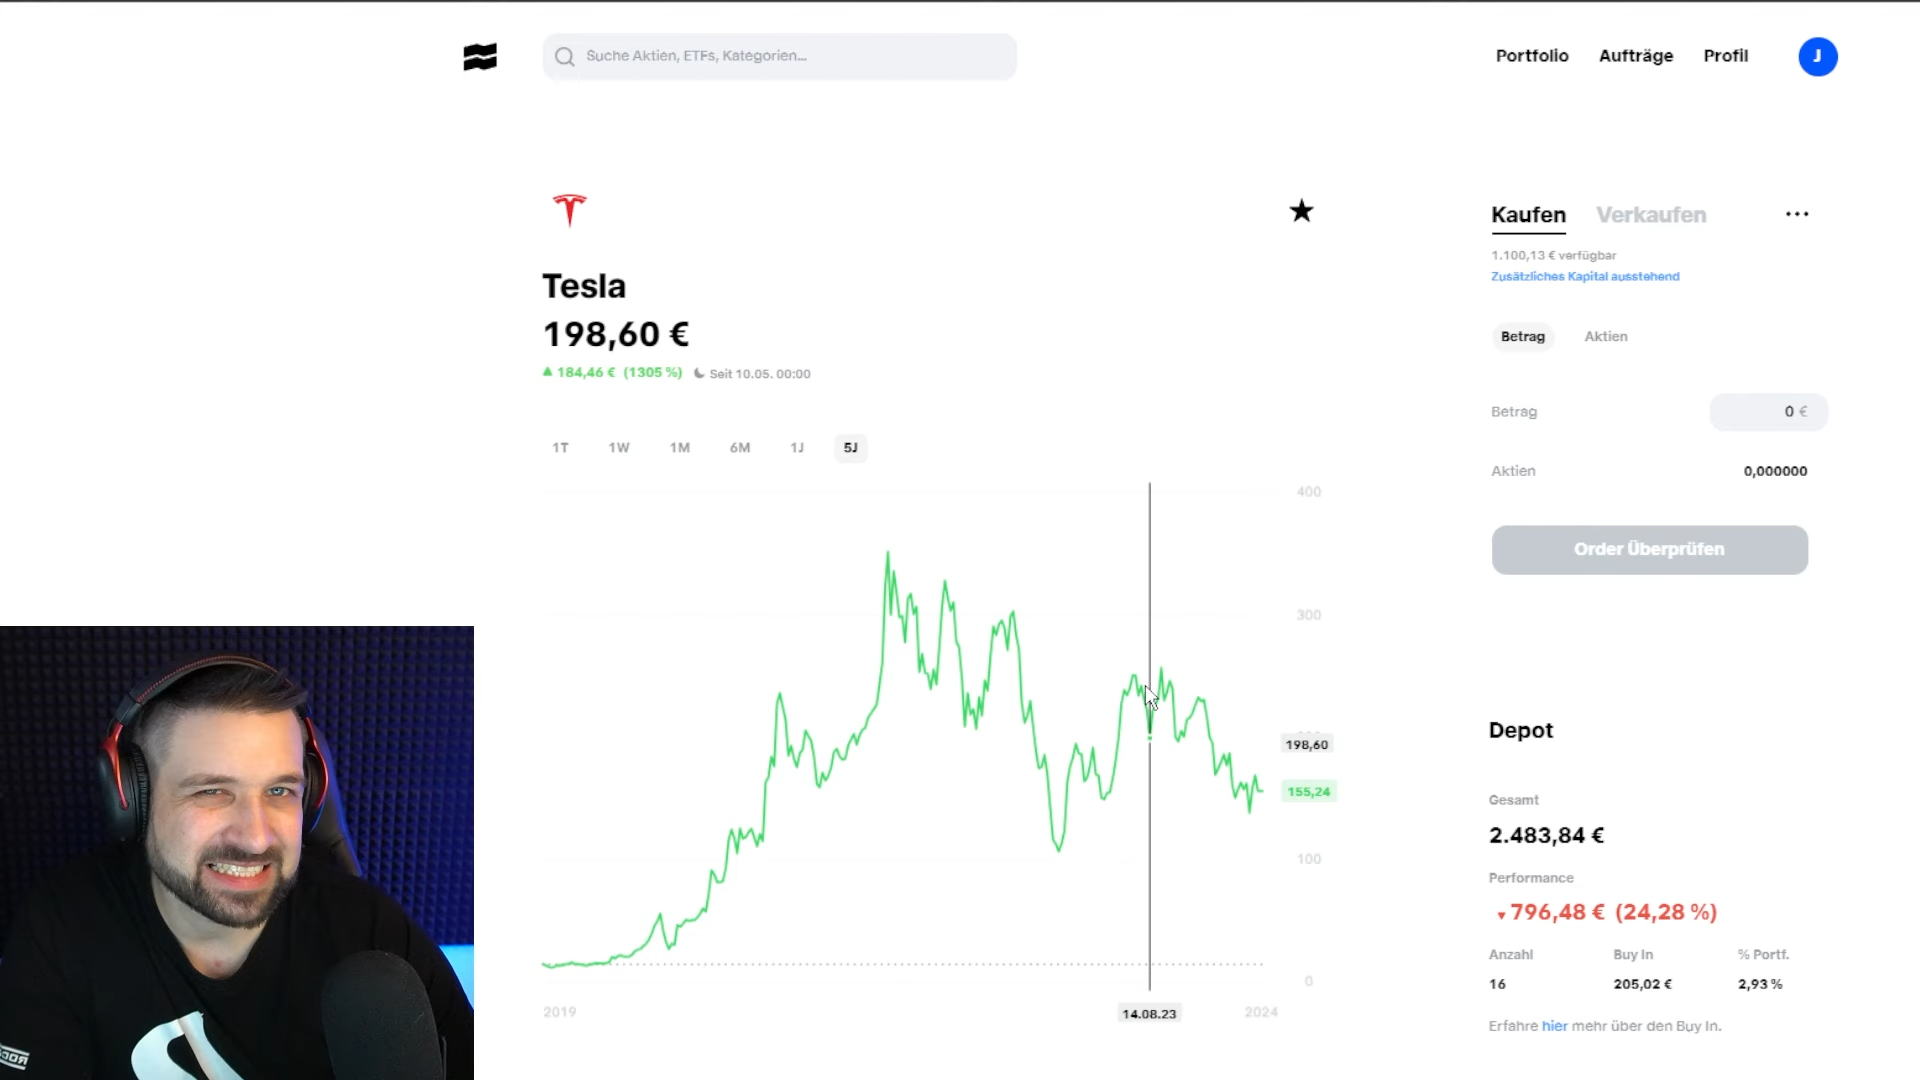 Suche Aktien, ETFs, Kategorien...
Portfolio
Aufträge
Profil
J
Tesla
198,60 €
184,46 € (1305 %) Seit 10.05. 00:00
1T
1W
1M
6M
1J
5J
400
300
198,60
155,24
100
0
2019
14.08.23
2024
Kaufen
Verkaufen
1.100,13 € verfügbar
Zusätzliches Kapital ausstehend
Betrag
Aktien
Betrag
0 €
Aktien
0,000000
Order Überprüfen
Depot
Gesamt
2.483,84 €
Performance
796,48 € (24,28 %)
Anzahl
Buy In
% Portf.
16
205,02 €
2,93 %
Erfahre hier mehr über den Buy In.